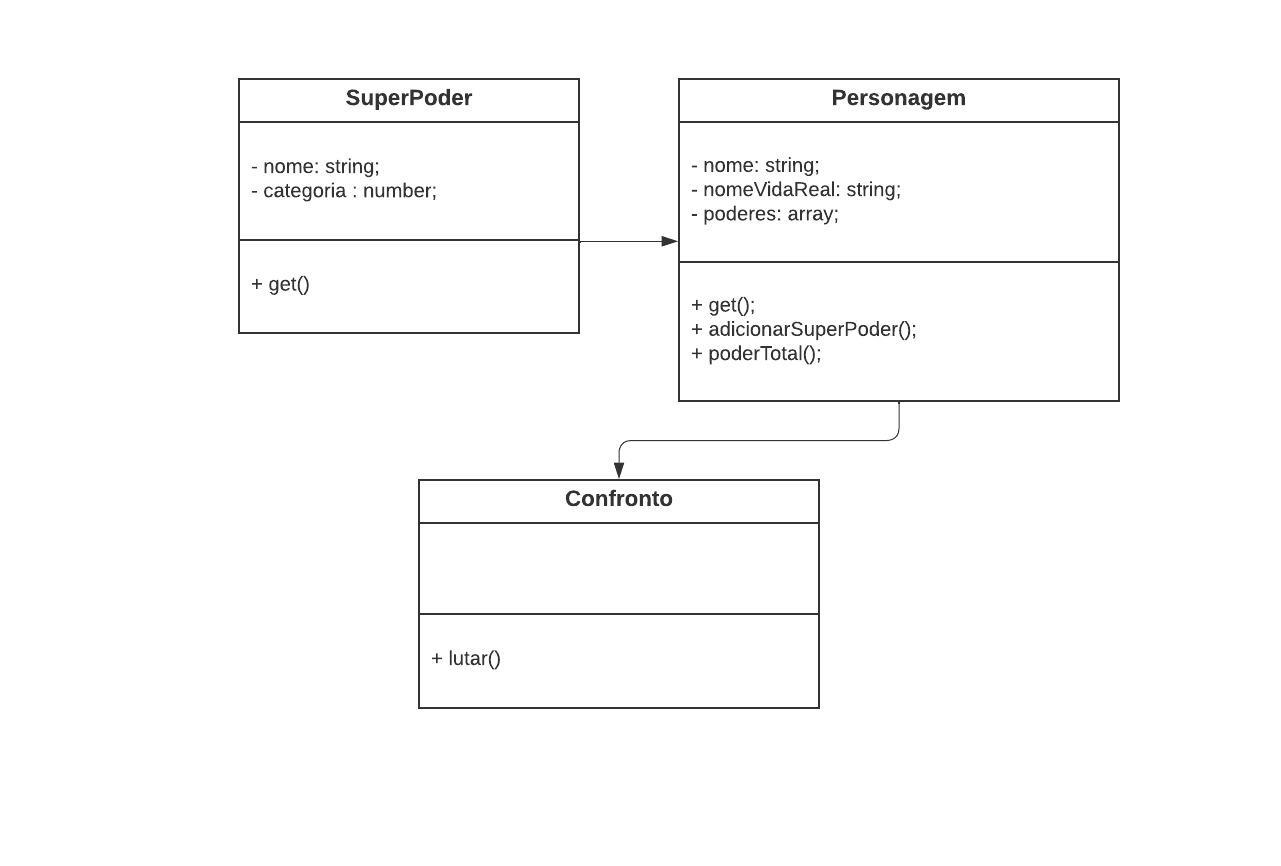 SuperPoder
- nome: string;
- categoria : number;
+ get()
Personagem
- nome: string;
- nomeVidaReal: string;
- poderes: array;
+ get();
+ adicionarSuperPoder();
+ poderTotal();
Confronto
+ lutar()